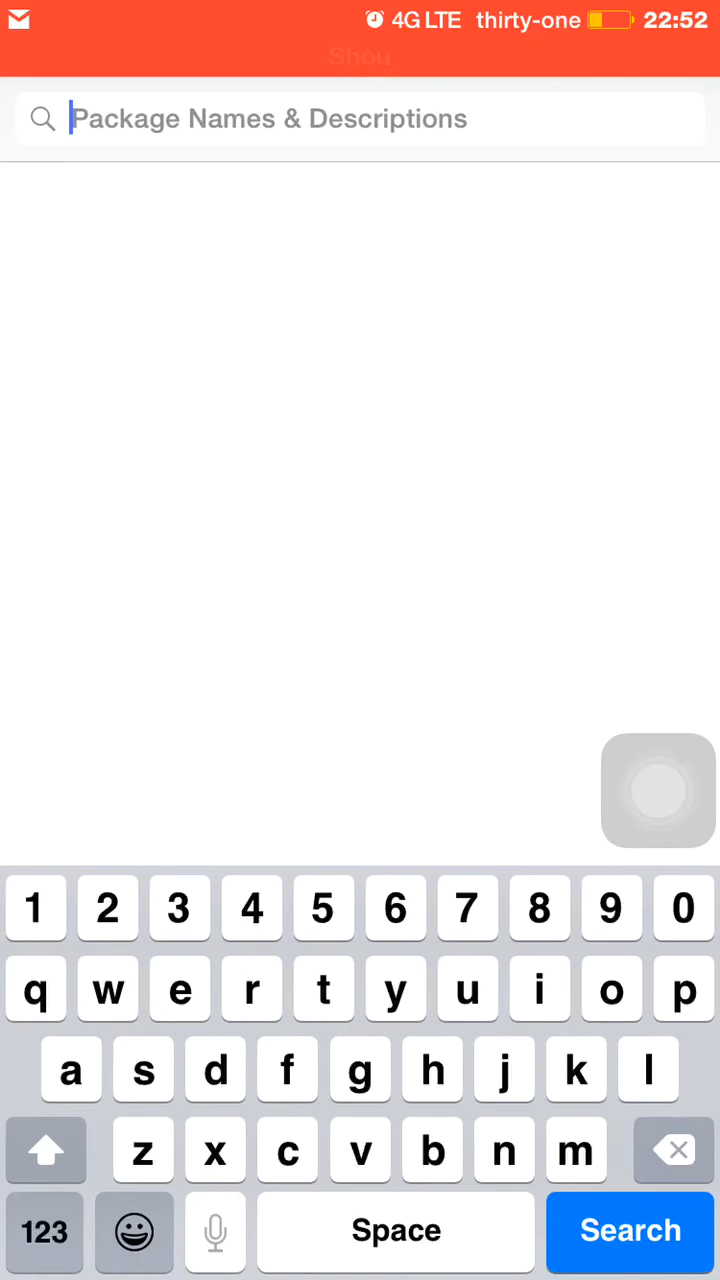 4G LTE thirty-one 22:52
Shou
Package Names & Descriptions
1 2 3 4 5 6 7 8 9 0
q w e r t y u i o p
a s d f g h j k l
z x c v b n m
123 Space Search